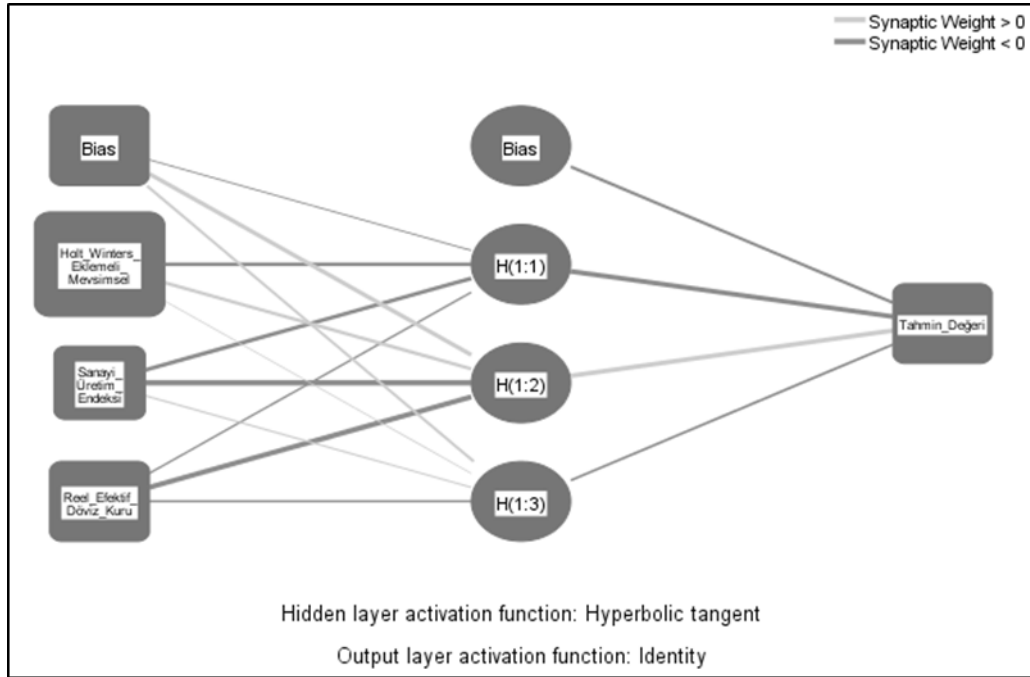 Synaptic Weight > 0
Synaptic Weight < 0
Bias
Bias
Holt_Winters_
Eklemeli_
Mevsimsel
H(1:1)
Tahmin_Değeri
Sanayi_
Üretim_
Endeksi
H(1:2)
Reel_Efektif_
Döviz_Kuru
H(1:3)
Hidden layer activation function: Hyperbolic tangent
Output layer activation function: Identity